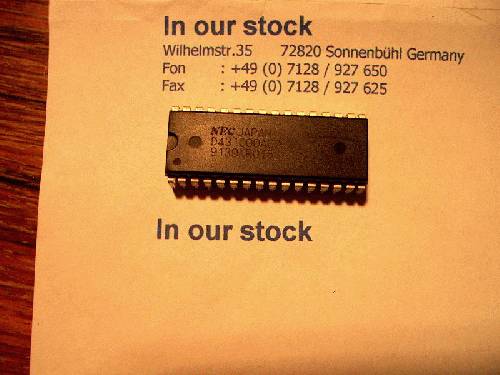 In our stock
Wilhelmstr.35 72820 Sonnenbühl Germany
Fon : +49 (0) 7128 / 927 650
Fax : +49 (0) 7128 / 927 625
NEC JAPAN
In our stock